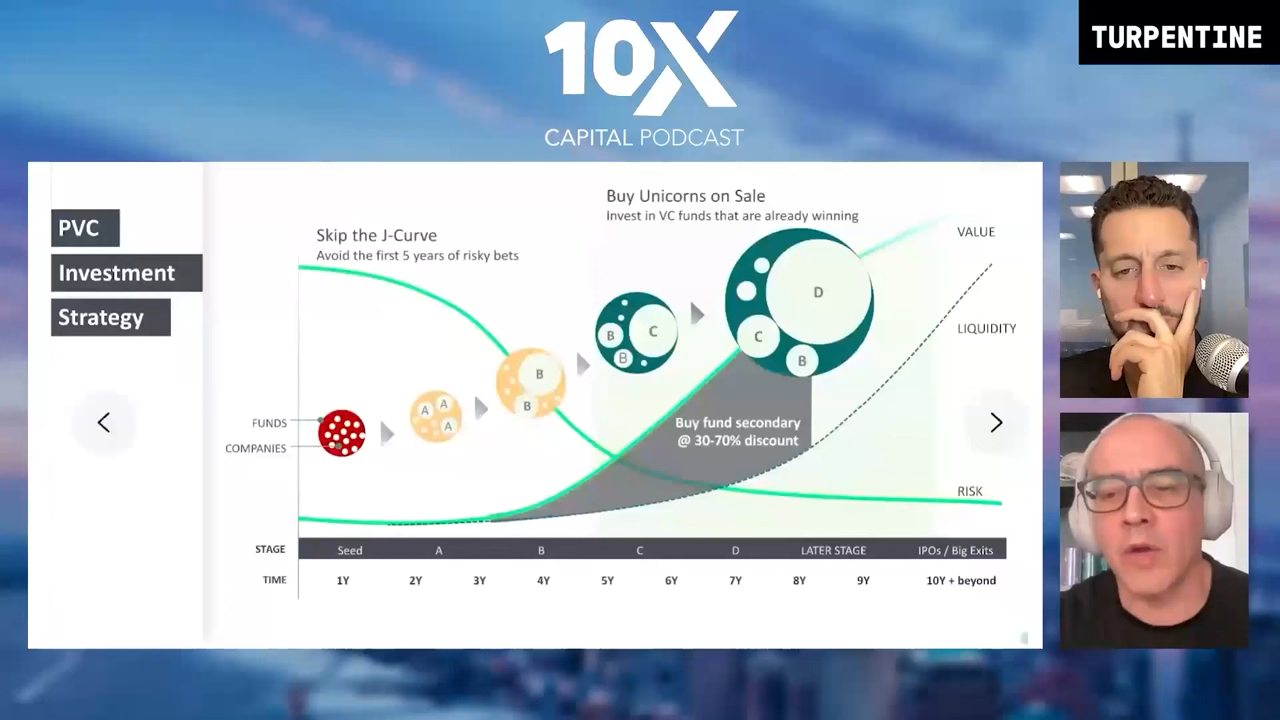 10X
CAPITAL PODCAST
TURPENTINE
PVC
Investment
Strategy
Skip the J-Curve
Avoid the first 5 years of risky bets
Buy Unicorns on Sale
Invest in VC funds that are already winning
VALUE
LIQUIDITY
RISK
FUNDS
COMPANIES
A A
A
B
B
B C
B
D
C
B
Buy fund secondary
@ 30-70% discount
STAGE Seed A B C D LATER STAGE IPOs / Big Exits
TIME 1Y 2Y 3Y 4Y 5Y 6Y 7Y 8Y 9Y 10Y + beyond